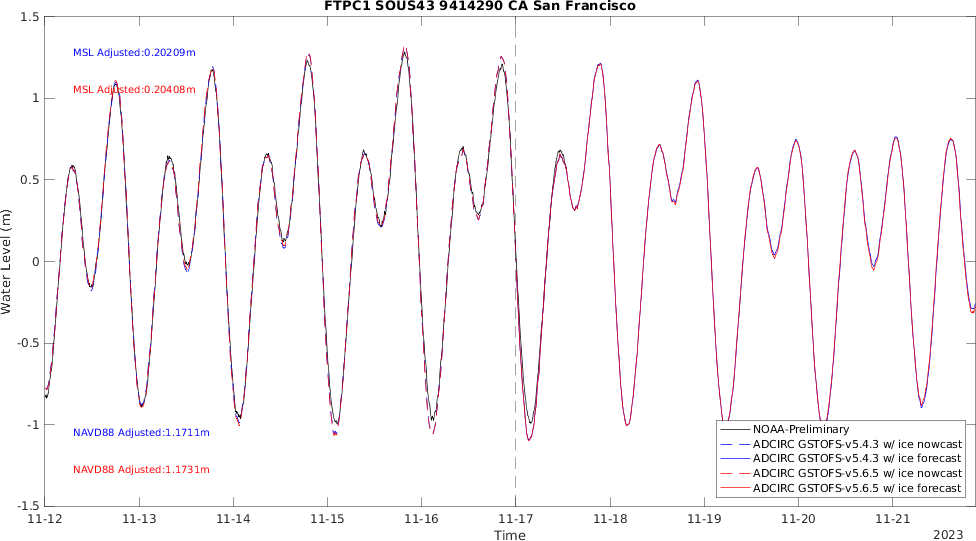 FTPC1 SOUS43 9414290 CA San Francisco
1.5
MSL Adjusted:0.20209m
1
MSL Adjusted:0.20408m
0.5
0
Water Level (m)
-0.5
-1
NAVD88 Adjusted:1.1711m
NOAA-Preliminary
ADCIRC GSTOFS-v5.4.3 w/ ice nowcast
ADCIRC GSTOFS-v5.4.3 w/ ice forecast
NAVD88 Adjusted:1.1731m
ADCIRC GSTOFS-v5.6.5 w/ ice nowcast
ADCIRC GSTOFS-v5.6.5 w/ ice forecast
-1.5
11-12 11-13 11-14 11-15 11-16 11-17 11-18 11-19 11-20 11-21
Time
2023